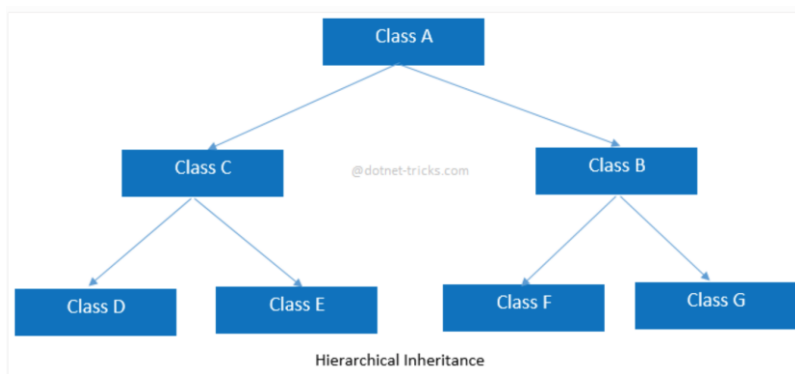 Class A
Class C
@dotnet-tricks.com
Class B
Class D
Class E
Class F
Class G
Hierarchical Inheritance